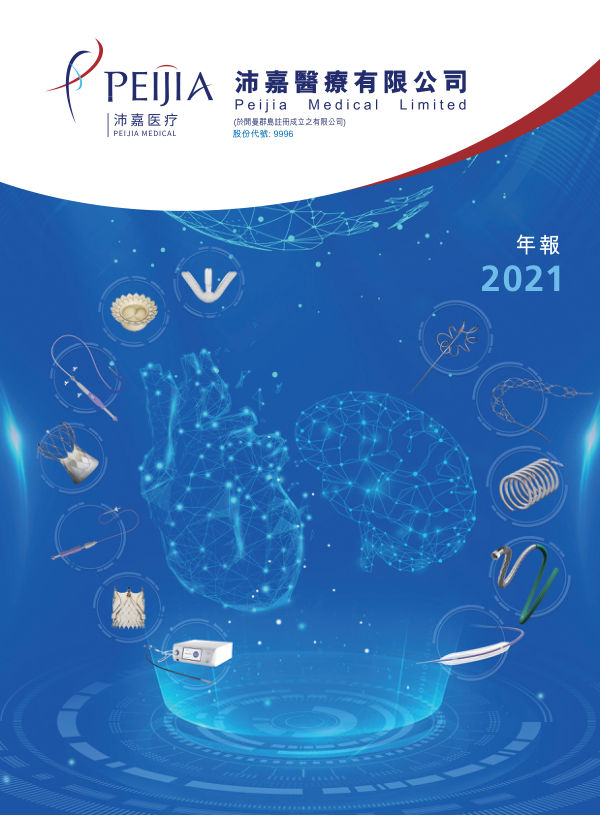 PEIJIA
沛嘉医疗
PEIJIA MEDICAL
沛嘉醫療有限公司
Peijia Medical Limited
(於開曼群島註冊成立之有限公司)
股份代號: 9996
年報
2021